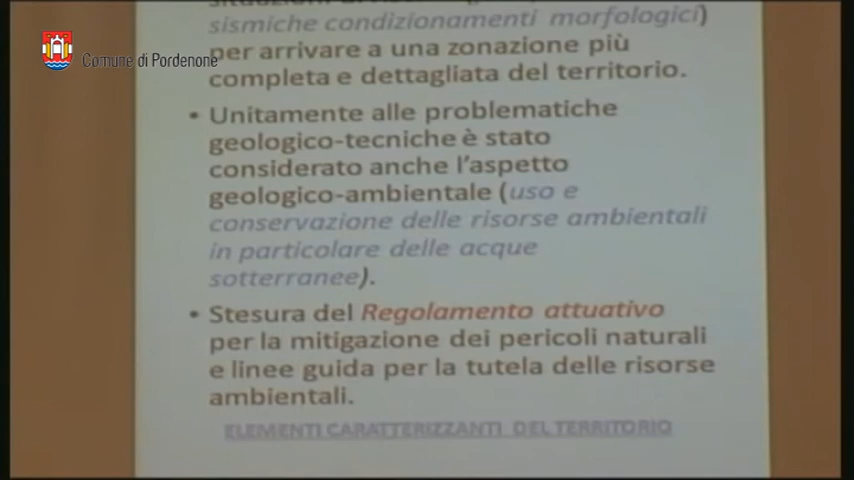 sismiche condizionamenti morfologici)
Comune di Pordenone
per arrivare a una zonazione più
completa e dettagliata del territorio.
• Unitamente alle problematiche
geologico-tecniche è stato
considerato anche l'aspetto
geologico-ambientale (uso e
conservazione delle risorse ambientali
in particolare delle acque
sotterranee).
• Stesura del Regolamento attuativo
per la mitigazione dei pericoli naturali
e linee guida per la tutela delle risorse
ambientali.
ELEMENTI CARATTERIZZANTI DEL TERRITORIO